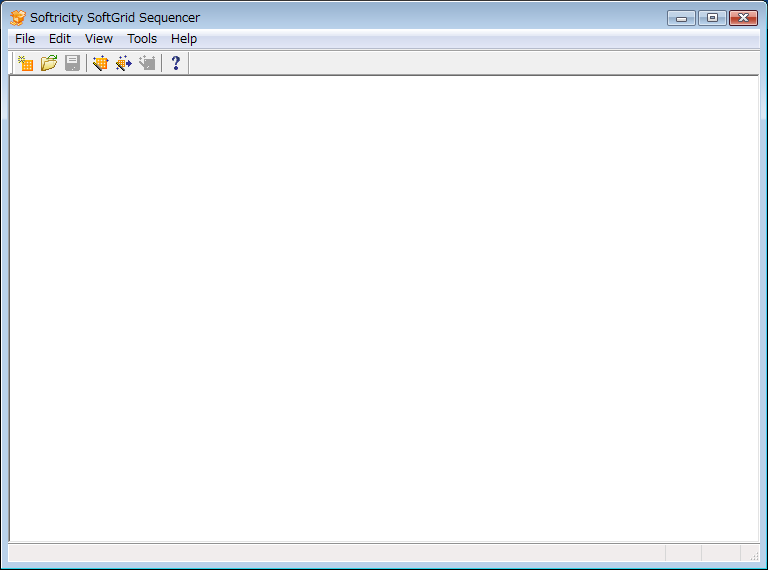 Softricity SoftGrid Sequencer
File Edit View Tools Help
?